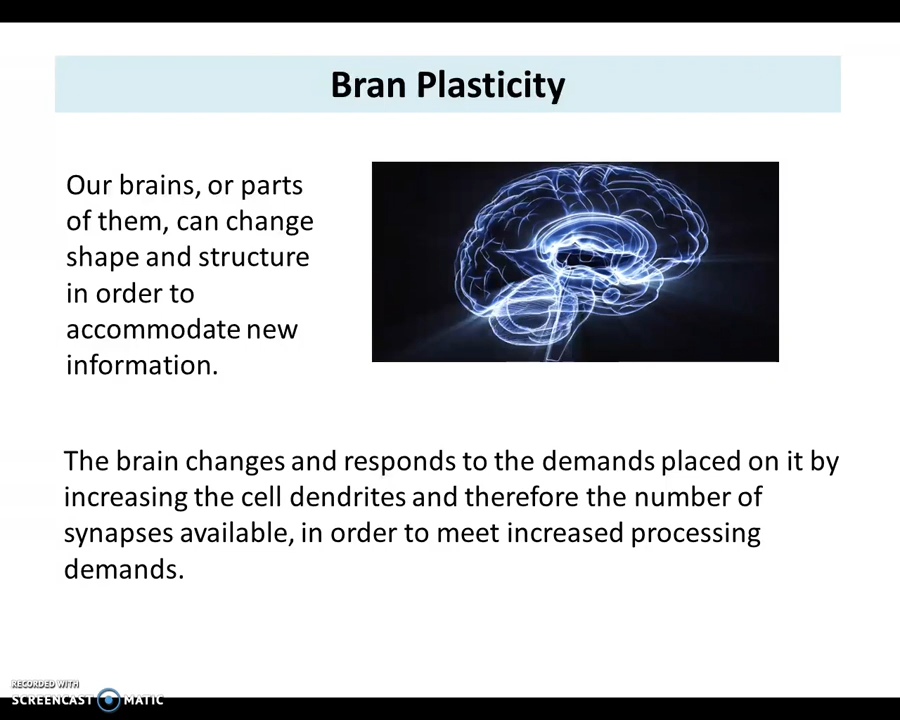 Bran Plasticity
Our brains, or parts
of them, can change
shape and structure
in order to
accommodate new
information.
The brain changes and responds to the demands placed on it by
increasing the cell dendrites and therefore the number of
synapses available, in order to meet increased processing
demands.
RECORDED WITH
SCREENCAST MATIC